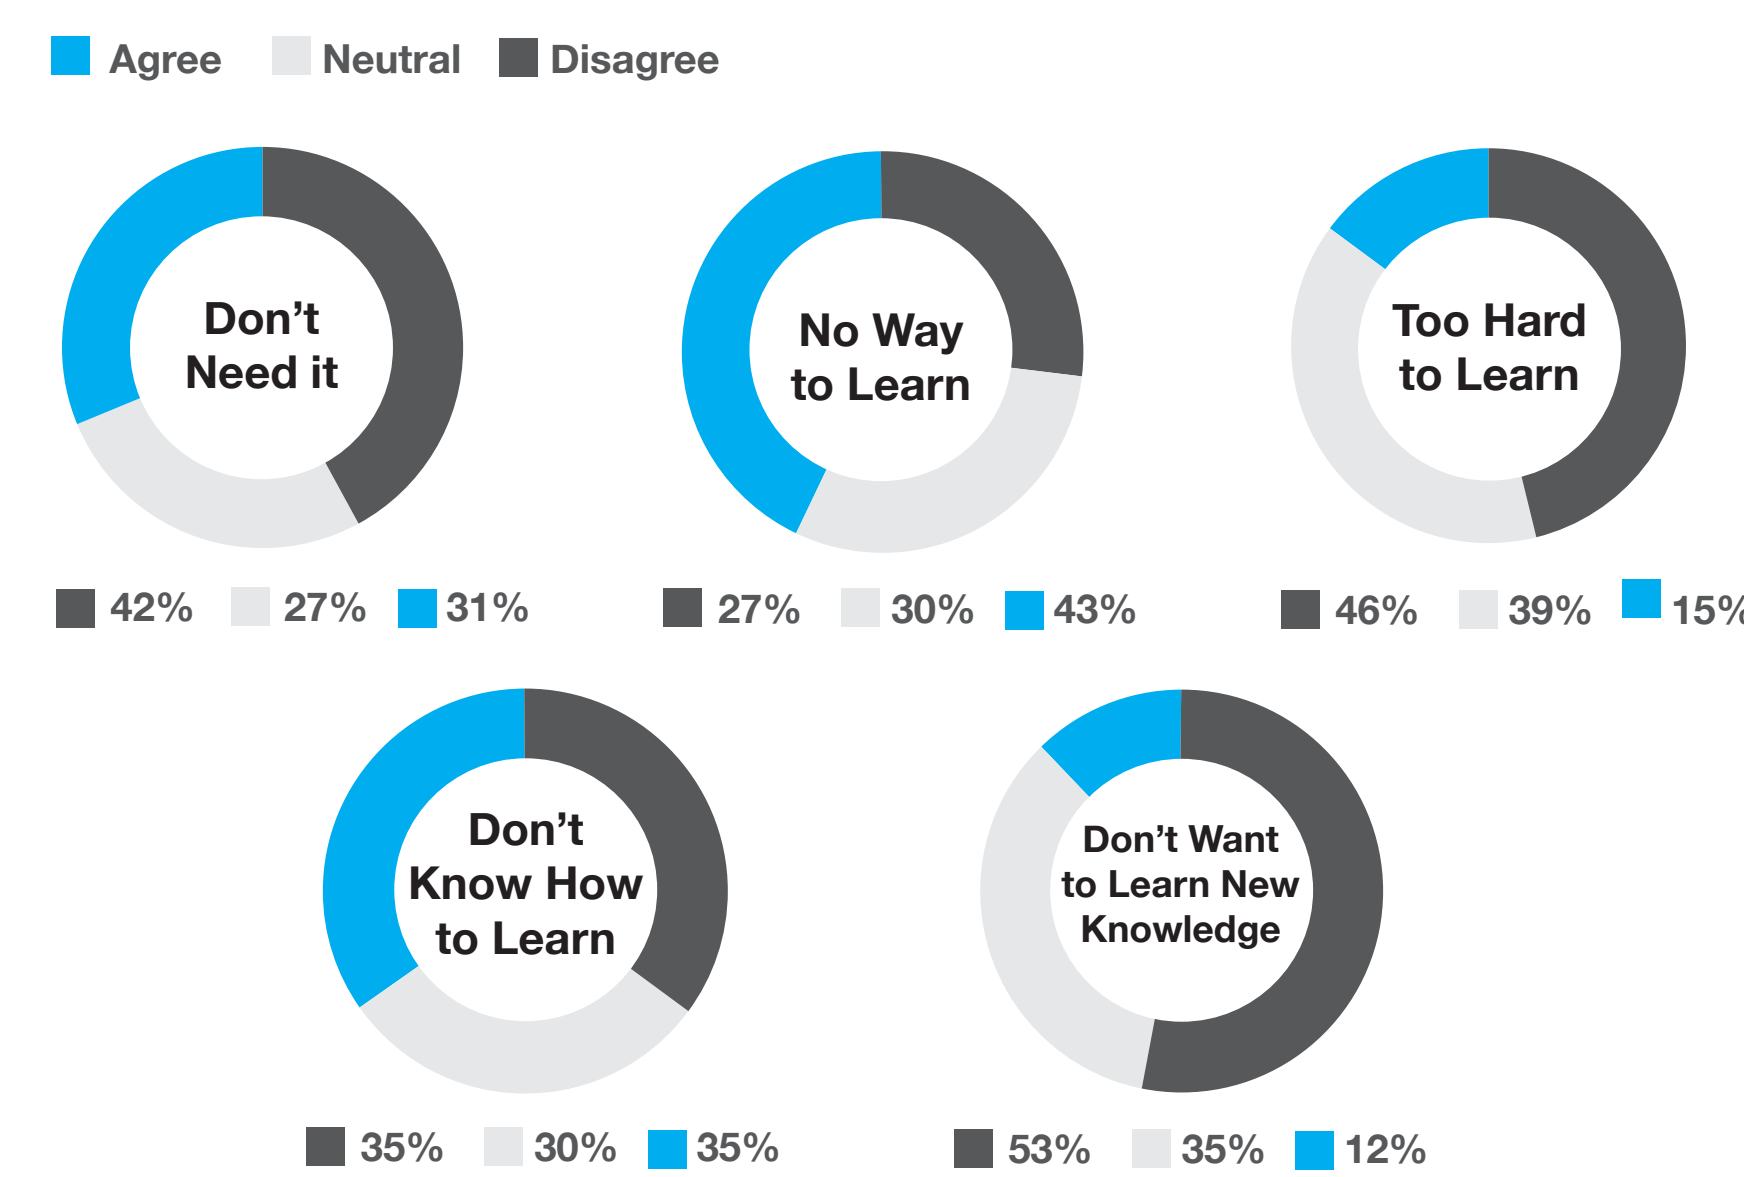 Agree Neutral Disagree
Don’t
Need it
No Way
to Learn
Too Hard
to Learn
42% 27% 31%
27% 30% 43%
46% 39% 15%
Don’t
Know How
to Learn
Don’t Want
to Learn New
Knowledge
35% 30% 35%
53% 35% 12%